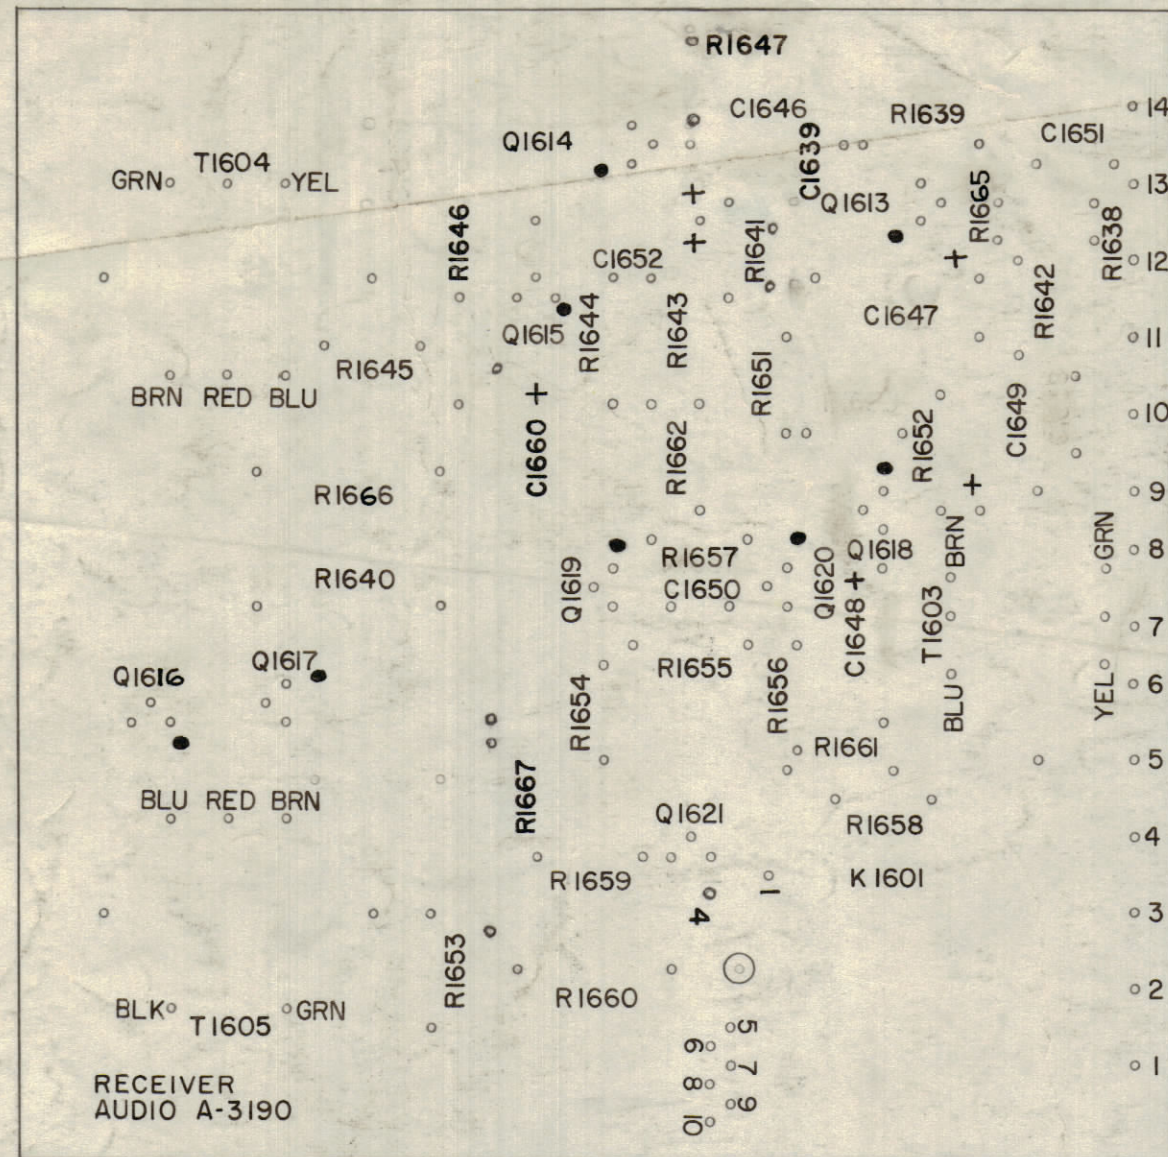 R1647
C1646
R1639
14
C1651
Q1614
C1639
T1604
GRN
YEL
13
Q1613
R1665
R1646
R1641
R1638
C1652
12
R1642
C1647
R1644
R1643
Q1615
11
R1651
R1645
BRN RED BLU
10
C1649
C1660
R1662
R1652
R1666
9
R1657
Q1618
BRN
GRN
8
R1640
Q1619
C1650
Q1620
C1648
T1603
7
Q1617
Q1616
R1655
R1654
R1656
BLU
YEL
6
R1661
5
R1667
BLU RED BRN
Q1621
R1658
4
R1659
K1601
1
4
3
R1653
R1660
2
BLK
T1605
GRN
5
6
7
1
8
9
10
RECEIVER
AUDIO A-3190